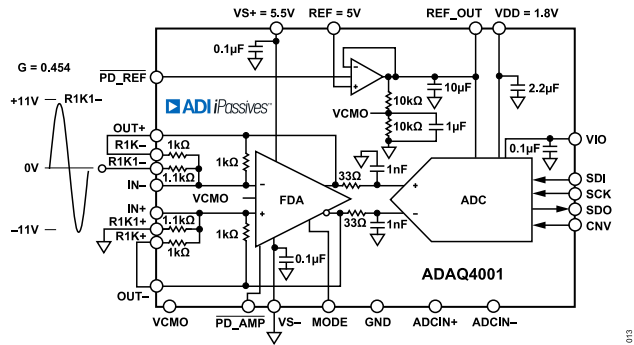 VS+ = 5.5V
REF = 5V
REF_OUT
VDD = 1.8V
0.1µF
G = 0.454
PD_REF
10µF
2.2µF
+11V
R1K1–
ADI iPassives™
10kΩ
VCMO
10kΩ
1µF
VIO
OUT+
1kΩ
R1K–
0.1µF
1kΩ
1nF
0V
R1K1–
1.1kΩ
33Ω
SDI
IN–
VCMO
FDA
ADC
SCK
IN+
SDO
1.1kΩ
R1K1+
33Ω
CNV
–11V
R1K+
1kΩ
1kΩ
1nF
0.1µF
ADAQ4001
OUT–
VCMO
PD_AMP
VS–
MODE
GND
ADCIN+
ADCIN–
013